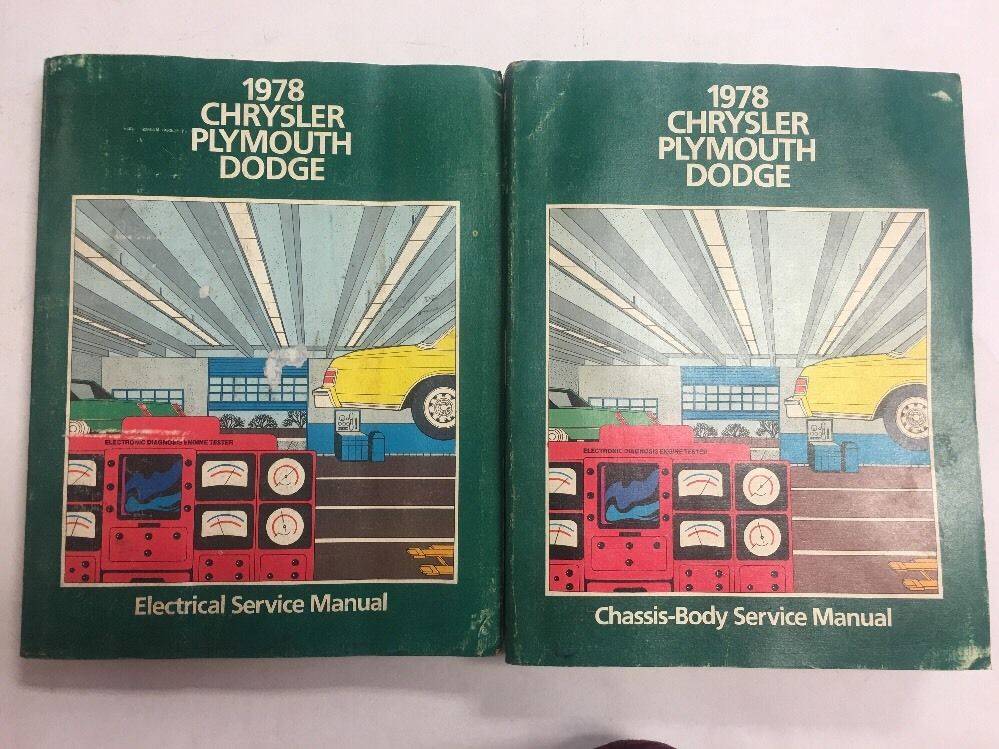 1978
CHRYSLER
PLYMOUTH
DODGE
ELECTRONIC DIAGNOSIS ENGINE TESTER
Electrical Service Manual
1978
CHRYSLER
PLYMOUTH
DODGE
ELECTRONIC DIAGNOSIS ENGINE TESTER
Chassis-Body Service Manual